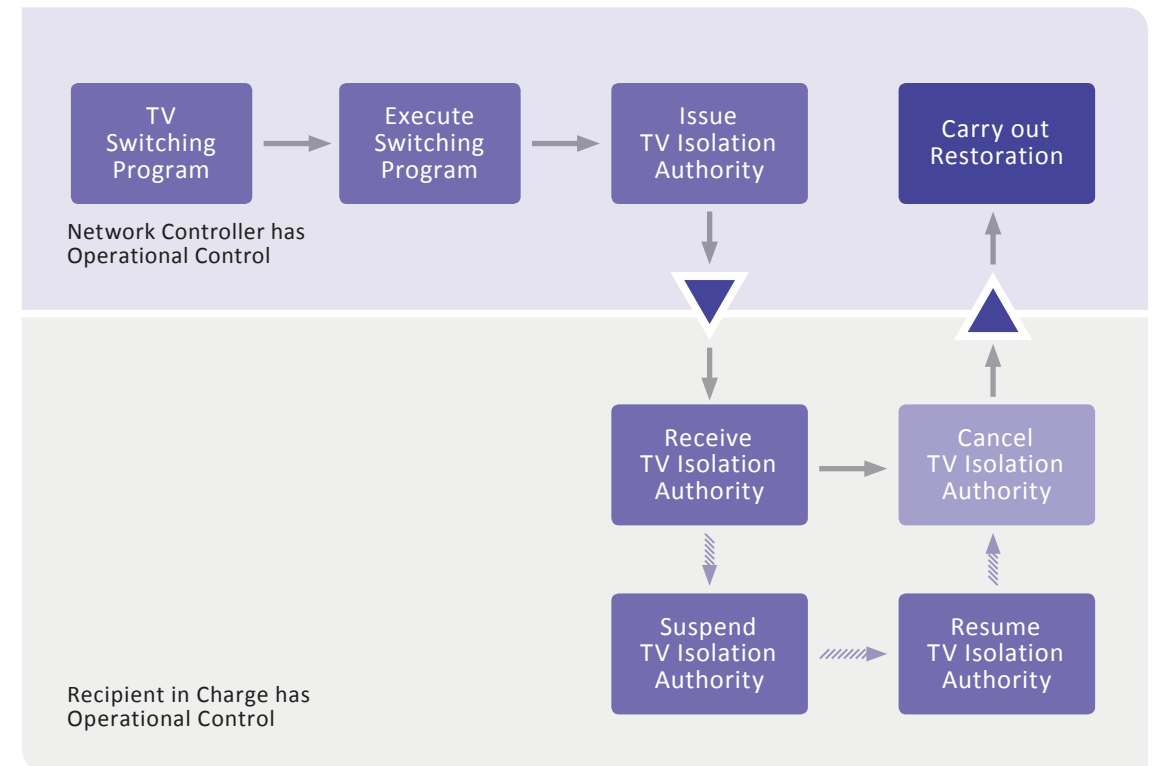 TV
Switching
Program
Execute
Switching
Program
Issue
TV Isolation
Authority
Carry out
Restoration
Network Controller has
Operational Control
Receive
TV Isolation
Authority
Cancel
TV Isolation
Authority
Suspend
TV Isolation
Authority
Resume
TV Isolation
Authority
Recipient in Charge has
Operational Control